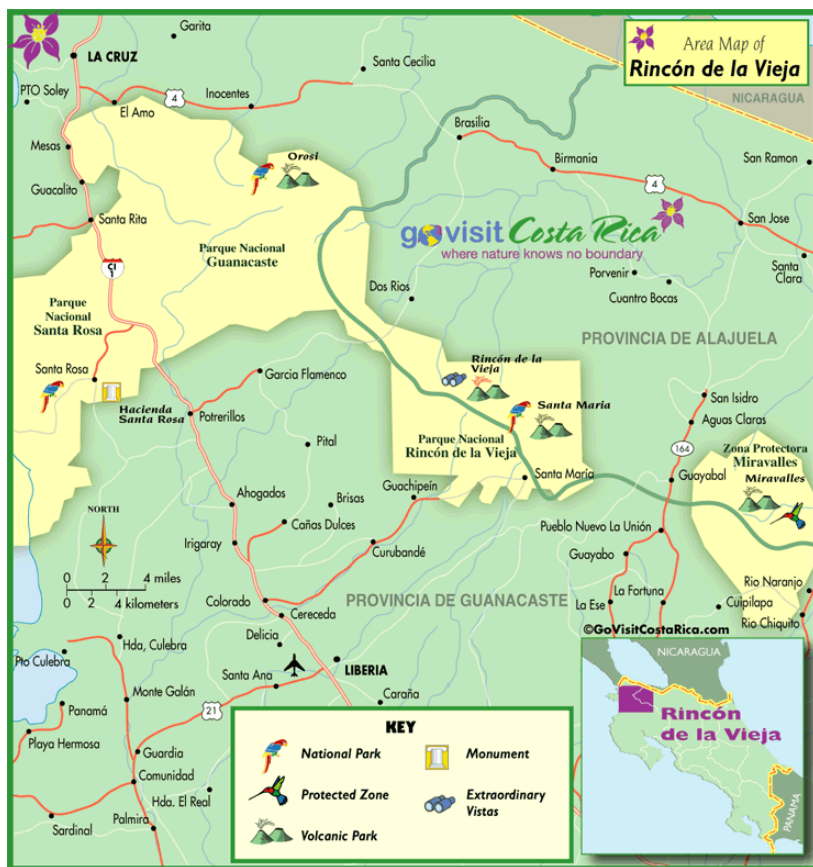 Area Map of
Rincón de la Vieja
Garita
LA CRUZ
Santa Cecilia
NICARAGUA
PTO Soley
El Amo
4
Inocentes
Brasilia
Mesas
Orosi
Birmania
San Ramon
Guacalito
4
Santa Rita
San Jose
govisit Costa Rica
where nature knows no boundary
Parque Nacional
Guanacaste
CI
1
Santa
Clara
Porvenir
Cuantro Bocas
Dos Rios
Parque
Nacional
Santa Rosa
PROVINCIA DE ALAJUELA
Santa Rosa
Garcia Flamenco
Rincón de la
Vieja
Hacienda
Santa Rosa
Potrerillos
Santa Maria
San Isidro
Aguas Claras
Parque Nacional
Rincón de la Vieja
Pital
164
Zona Protectora
Miravalles
Miravalles
Santa María
Guayabal
Guachipeín
NORTH
Ahogados
Brisas
Cañas Dulces
Pueblo Nuevo La Unión
Irigaray
Curubandé
Guayabo
0 2 4 miles
0 2 4 kilometers
Colorado
PROVINCIA DE GUANACASTE
La Ese
La Fortuna
Cuipilapa
Rio Naranjo
Rio Chiquito
Cereceda
Hda, Culebra
Delicia
©GoVisitCostaRica.com
Pto Culebra
LIBERIA
Santa Ana
Caraña
Monte Galán
21
Panamá
Playa Hermosa
Guardia
Comunidad
Hda. El Real
Sardinal
Palmira
KEY
National Park
Monument
Protected Zone
Extraordinary
Vistas
Volcanic Park
NICARAGUA
Rincón
de la Vieja
PANAMA